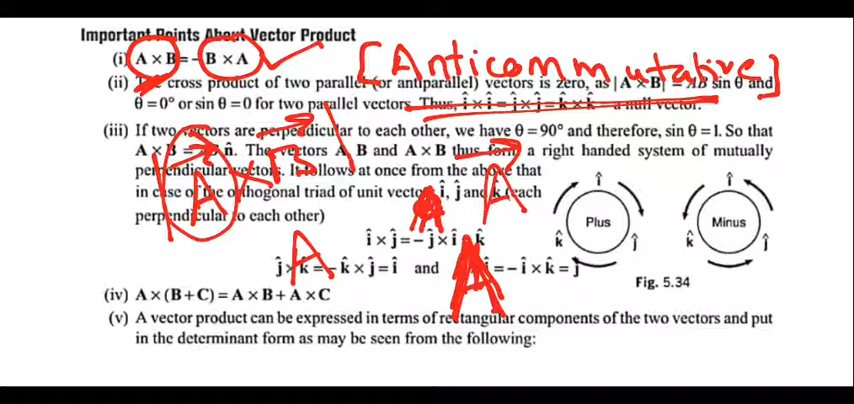 Important Points About Vector Product
(i) A × B = – B × A [Anticommutative]
(ii) The cross product of two parallel (or antiparallel) vectors is zero, as |A × B| = AB sin θ and
θ = 0° or sin θ = 0 for two parallel vectors. Thus, î × î = ĵ × ĵ = k̂ × k̂ = a null vector.
(iii) If two vectors are perpendicular to each other, we have θ = 90° and therefore, sin θ = 1. So that
A × B = n̂. The vectors A, B and A × B thus form a right handed system of mutually
perpendicular vectors. It follows at once from the above that
in case of the orthogonal triad of unit vectors î, ĵ and k̂ (each
perpendicular to each other)
A × B
A
A
A
î × ĵ = – ĵ × î k̂
ĵ × k̂ = – k̂ × ĵ = î and = – î × k̂ = ĵ
î
k̂ Plus ĵ
î
k̂ Minus ĵ
Fig. 5.34
(iv) A × (B + C) = A × B + A × C
(v) A vector product can be expressed in terms of rectangular components of the two vectors and put
in the determinant form as may be seen from the following: